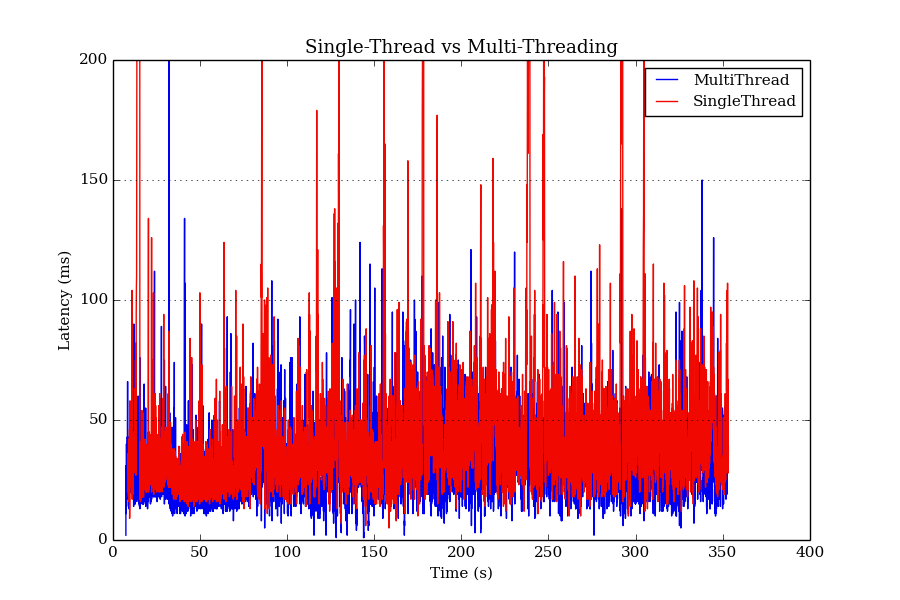 Single-Thread vs Multi-Threading
200
150
100
50
0
Latency (ms)
MultiThread
SingleThread
0 50 100 150 200 250 300 350 400
Time (s)